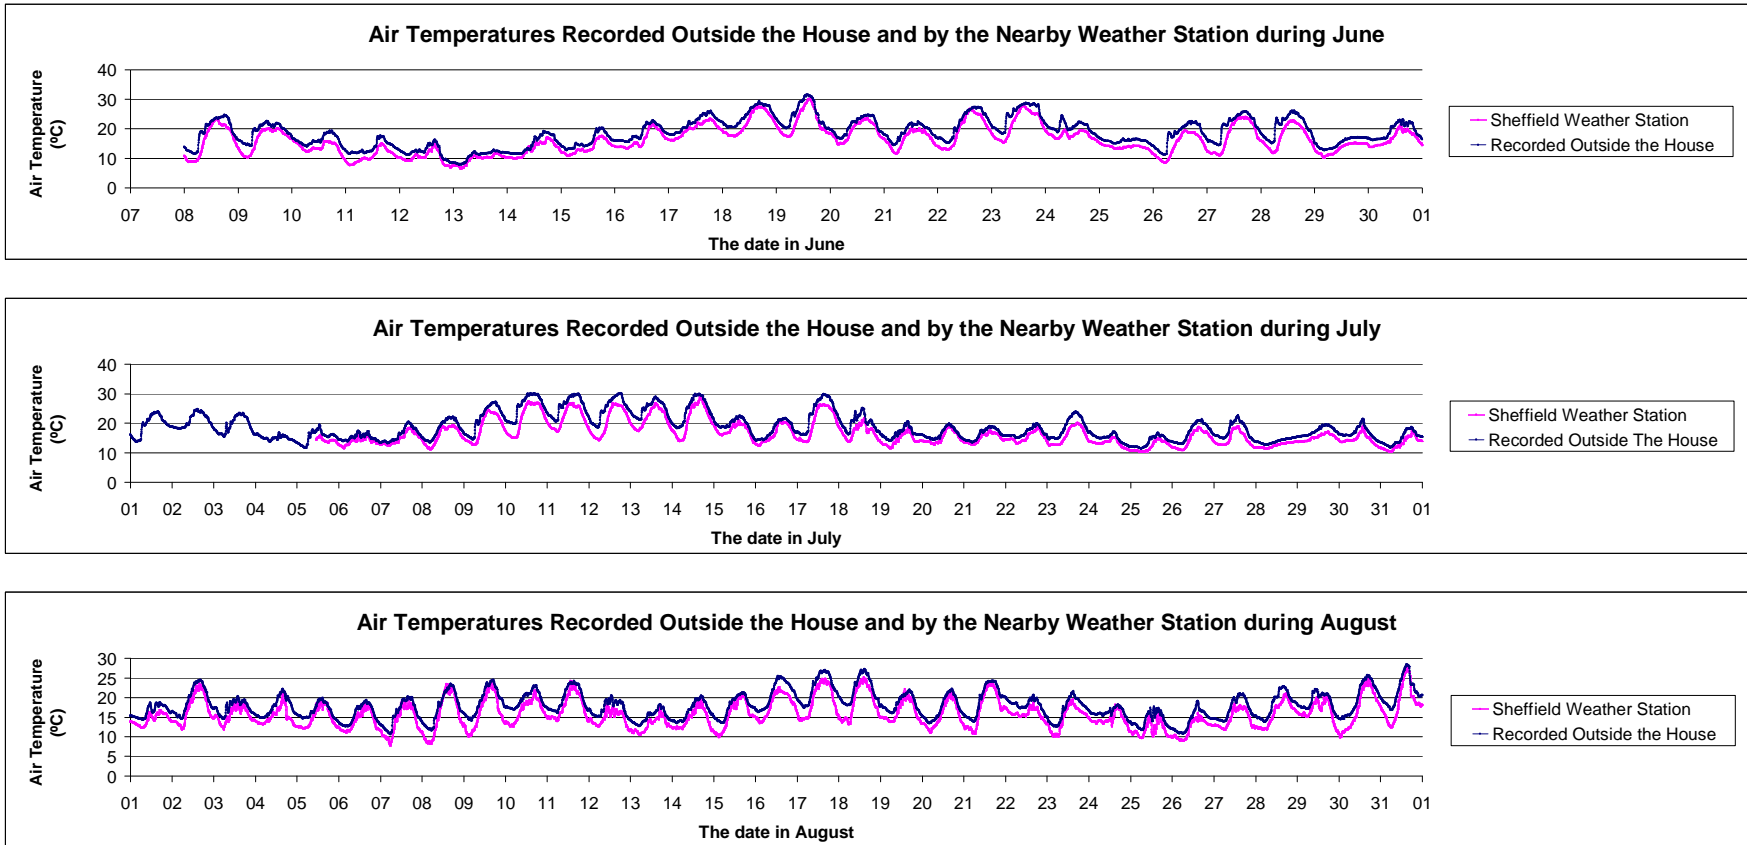 Air Temperatures Recorded Outside the House and by the Nearby Weather Station during June
Air Temperature
(ºC)
40
30
20
10
0
07 08 09 10 11 12 13 14 15 16 17 18 19 20 21 22 23 24 25 26 27 28 29 30 01
The date in June
Sheffield Weather Station
Recorded Outside the House
Air Temperatures Recorded Outside the House and by the Nearby Weather Station during July
Air Temperature
(ºC)
40
30
20
10
0
01 02 03 04 05 06 07 08 09 10 11 12 13 14 15 16 17 18 19 20 21 22 23 24 25 26 27 28 29 30 31 01
The date in July
Sheffield Weather Station
Recorded Outside The House
Air Temperatures Recorded Outside the House and by the Nearby Weather Station during August
Air Temperature
(ºC)
30
25
20
15
10
5
0
01 02 03 04 05 06 07 08 09 10 11 12 13 14 15 16 17 18 19 20 21 22 23 24 25 26 27 28 29 30 31 01
The date in August
Sheffield Weather Station
Recorded Outside the House